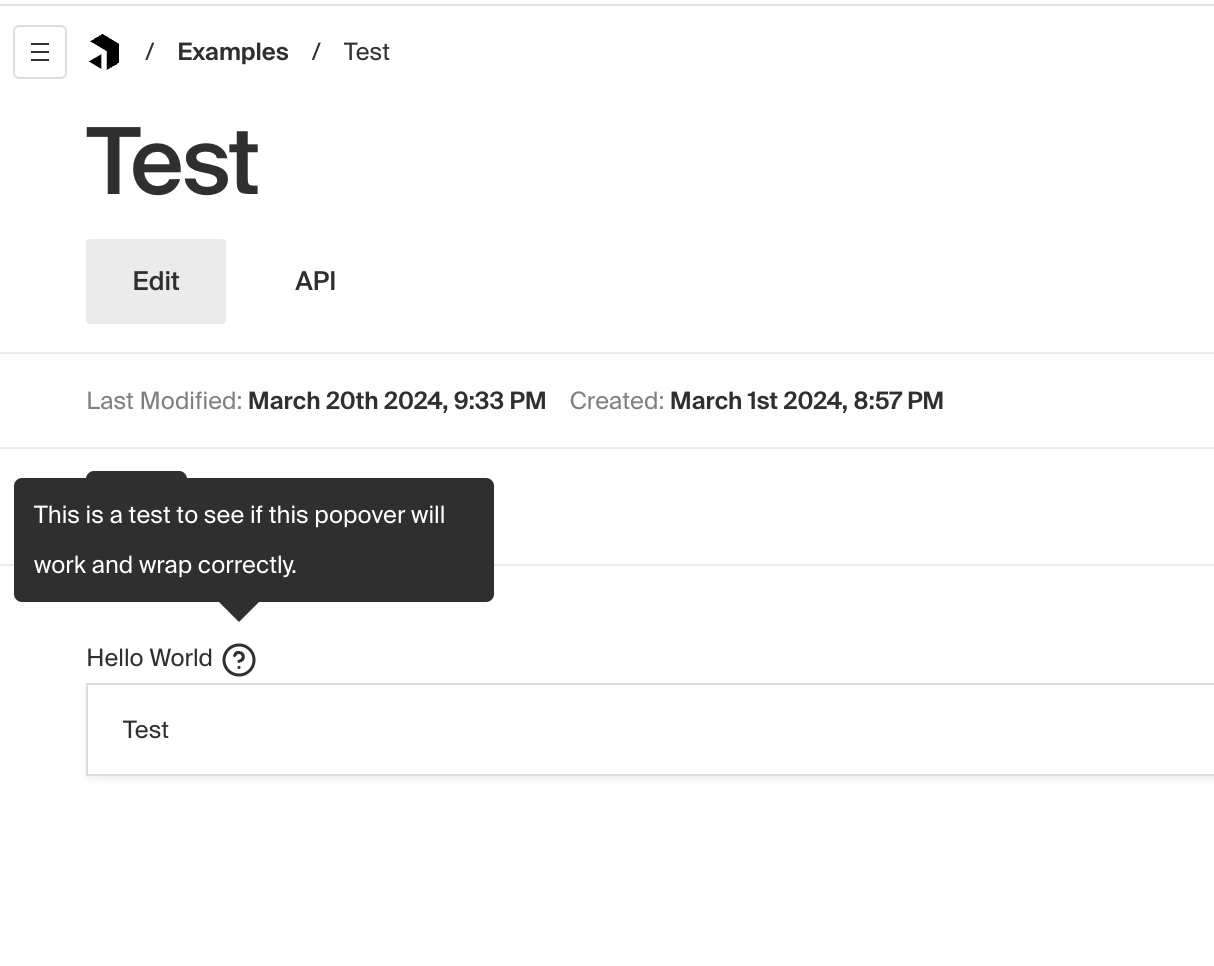 / Examples / Test
Test
Edit API
Last Modified: March 20th 2024, 9:33 PM Created: March 1st 2024, 8:57 PM
This is a test to see if this popover will
work and wrap correctly.
Hello World ?
Test